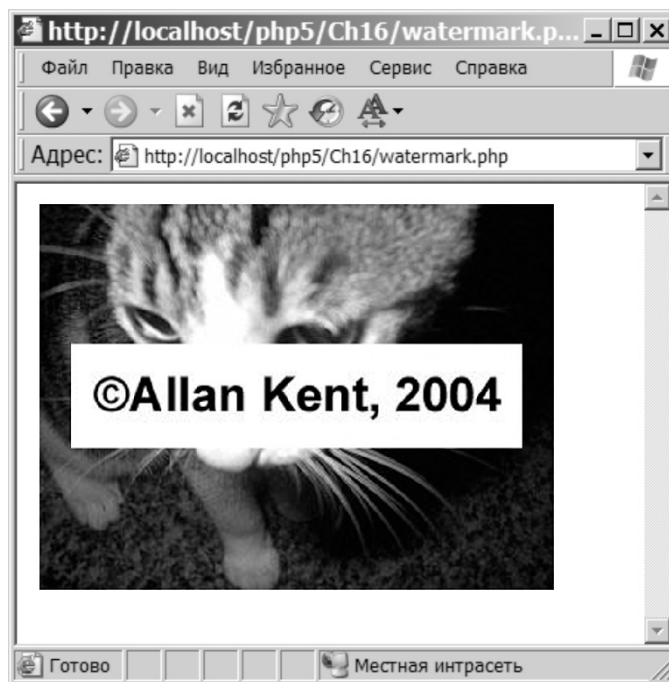 http://localhost/php5/Ch16/watermark.p...
Файл Правка Вид Избранное Сервис Справка
Адрес: http://localhost/php5/Ch16/watermark.php
©Allan Kent, 2004
Готово Местная интрасеть